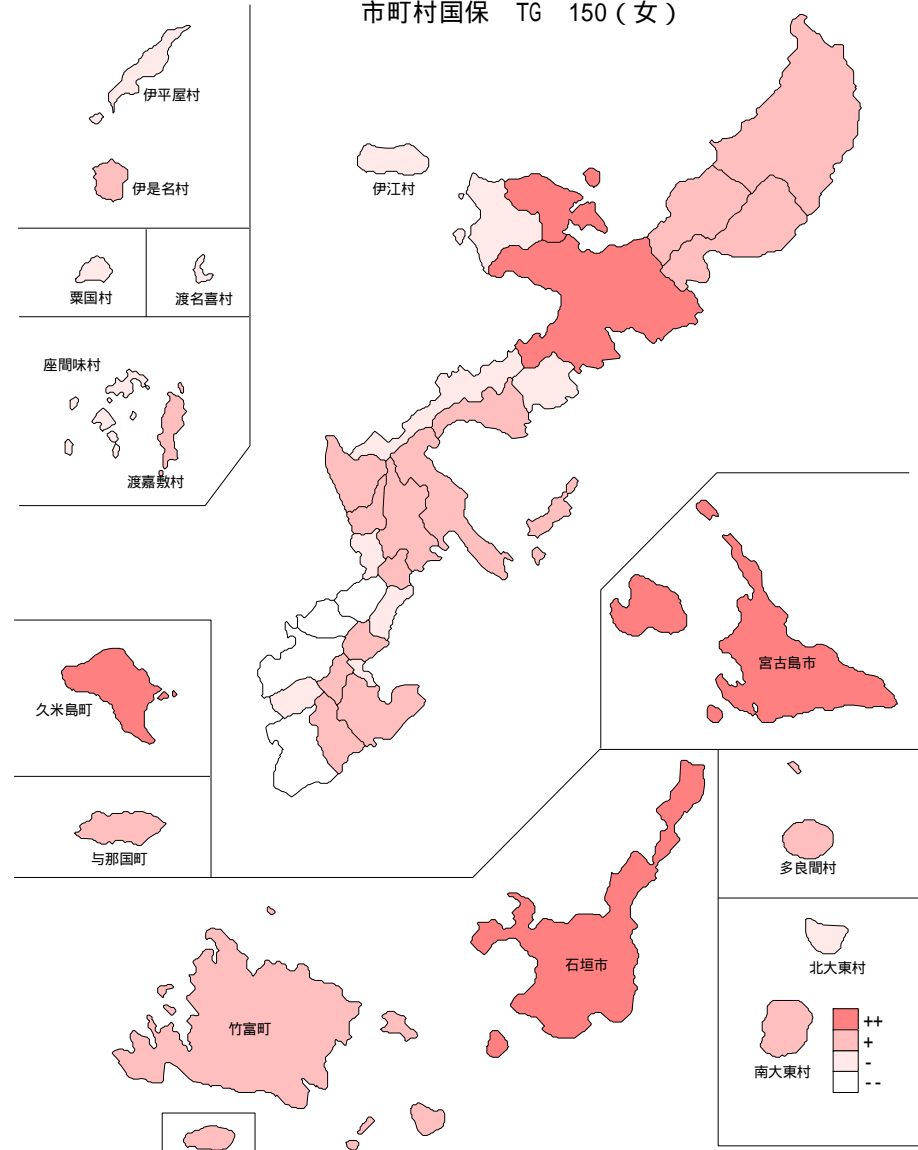 市町村国保　TG　150（女）
伊平屋村
伊是名村
伊江村
粟国村
渡名喜村
座間味村
渡嘉敷村
久米島町
宮古島市
与那国町
多良間村
石垣市
北大東村
竹富町
南大東村
++
+
-
--